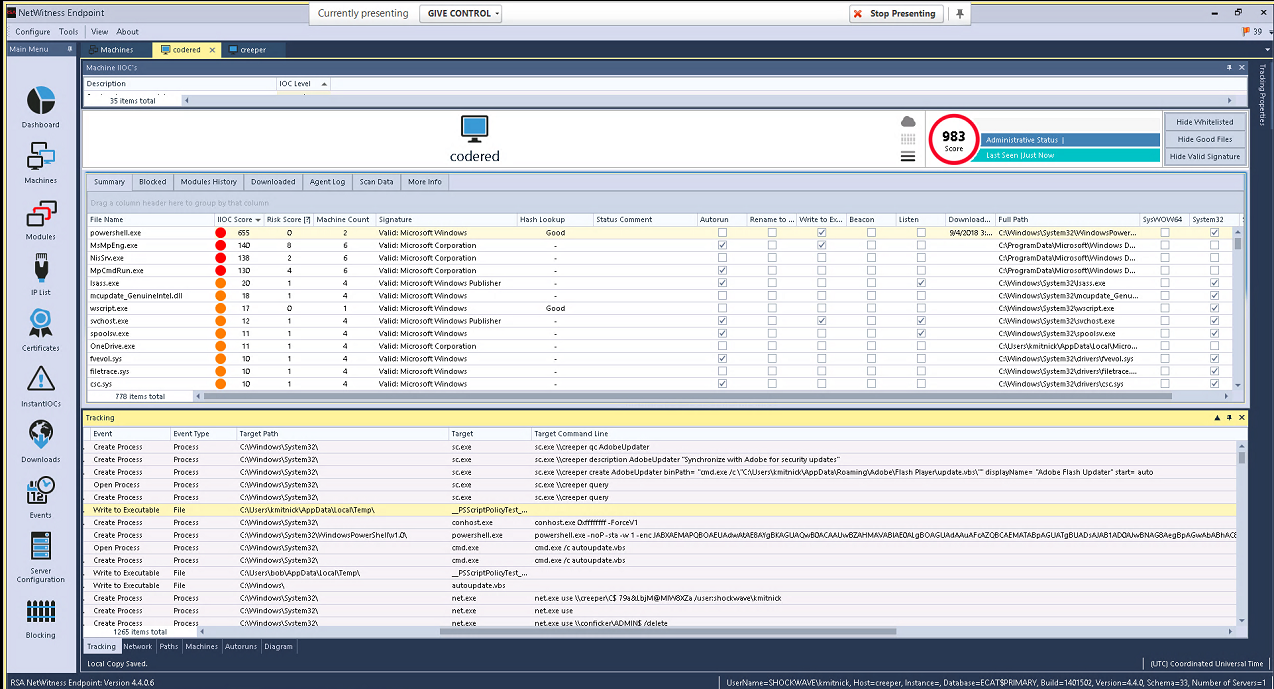 NetWitness Endpoint
Currently presenting GIVE CONTROL Stop Presenting
Configure Tools View About 39
Main Menu Machines codered creeper
Machine IIOC's
Tracking Properties
Description IOC Level
35 items total
codered
983
Score
Administrative Status |
Last Seen |Just Now
Hide Whitelisted
Hide Good Files
Hide Valid Signature
Dashboard
Machines
Modules
IP List
Certificates
InstantIOCs
Downloads
Events
Server
Configuration
Blocking
Summary Blocked Modules History Downloaded Agent Log Scan Data More Info
Drag a column header here to group by that column.
File Name IIOC Score Risk Score [?] Machine Count Signature Hash Lookup Status Comment Autorun Rename to ... Write to Ex... Beacon Listen Download... Full Path SysWOW64 System32
powershell.exe 655 0 2 Valid: Microsoft Windows Good 9/4/2018 3:... C:\Windows\System32\WindowsPower...
MsMpEng.exe 140 8 6 Valid: Microsoft Corporation - C:\ProgramData\Microsoft\Windows D...
NisSrv.exe 138 2 6 Valid: Microsoft Corporation - C:\ProgramData\Microsoft\Windows D...
MpCmdRun.exe 130 4 6 Valid: Microsoft Corporation - C:\ProgramData\Microsoft\Windows D...
lsass.exe 20 1 4 Valid: Microsoft Windows Publisher - C:\Windows\System32\lsass.exe
mcupdate_GenuineIntel.dll 18 1 4 Valid: Microsoft Windows - C:\Windows\System32\mcupdate_Genu...
wscript.exe 17 0 1 Valid: Microsoft Windows Good C:\Windows\System32\wscript.exe
svchost.exe 12 1 4 Valid: Microsoft Windows Publisher - C:\Windows\System32\svchost.exe
spoolsv.exe 11 1 4 Valid: Microsoft Windows - C:\Windows\System32\spoolsv.exe
OneDrive.exe 11 1 4 Valid: Microsoft Corporation - C:\Users\kmitnick\AppData\Local\Micro...
fvevol.sys 10 1 4 Valid: Microsoft Windows - C:\Windows\System32\drivers\fvevol.sys
filetrace.sys 10 1 4 Valid: Microsoft Windows - C:\Windows\System32\drivers\filetrace....
csc.sys 10 1 4 Valid: Microsoft Windows - C:\Windows\System32\drivers\csc.sys
778 items total
Tracking
Event Event Type Target Path Target Target Command Line
Create Process Process C:\Windows\System32\ sc.exe sc.exe \\creeper qc AdobeUpdater
Create Process Process C:\Windows\System32\ sc.exe sc.exe \\creeper description AdobeUpdater "Synchronize with Adobe for security updates"
Create Process Process C:\Windows\System32\ sc.exe sc.exe \\creeper create AdobeUpdater binPath= "cmd.exe /c \"C:\Users\kmitnick\AppData\Roaming\Adobe\Flash Player\update.vbs\"" displayName= "Adobe Flash Updater" start= auto
Open Process Process C:\Windows\System32\ sc.exe sc.exe \\creeper query
Create Process Process C:\Windows\System32\ sc.exe sc.exe \\creeper query
Write to Executable File C:\Users\kmitnick\AppData\Local\Temp\ __PSScriptPolicyTest_...
Create Process Process C:\Windows\System32\ conhost.exe conhost.exe 0xffffffff -ForceV1
Create Process Process C:\Windows\System32\WindowsPowerShell\v1.0\ powershell.exe powershell.exe -noP -sta -w 1 -enc
Open Process Process C:\Windows\System32\ cmd.exe cmd.exe /c autoupdate.vbs
Create Process Process C:\Windows\System32\ cmd.exe cmd.exe /c autoupdate.vbs
Write to Executable File C:\Users\bob\AppData\Local\Temp\ __PSScriptPolicyTest_...
Write to Executable File C:\Windows\ autoupdate.vbs
Create Process Process C:\Windows\System32\ net.exe net.exe use \\creeper\C$ /user:shockwave\kmitnick
Create Process Process C:\Windows\System32\ net.exe net.exe use
Create Process Process C:\Windows\System32\ net.exe net.exe use \\conficker\ADMIN$ /delete
1265 items total
Tracking Network Paths Machines Autoruns Diagram
Local Copy Saved. (UTC) Coordinated Universal Time
RSA NetWitness Endpoint: Version 4.4.0.6 UserName=SHOCKWAVE\kmitnick, Host=creeper, Instance=, Database=ECAT$PRIMARY, Build=1401502, Version=4.4.0, Schema=33, Number of Servers=1